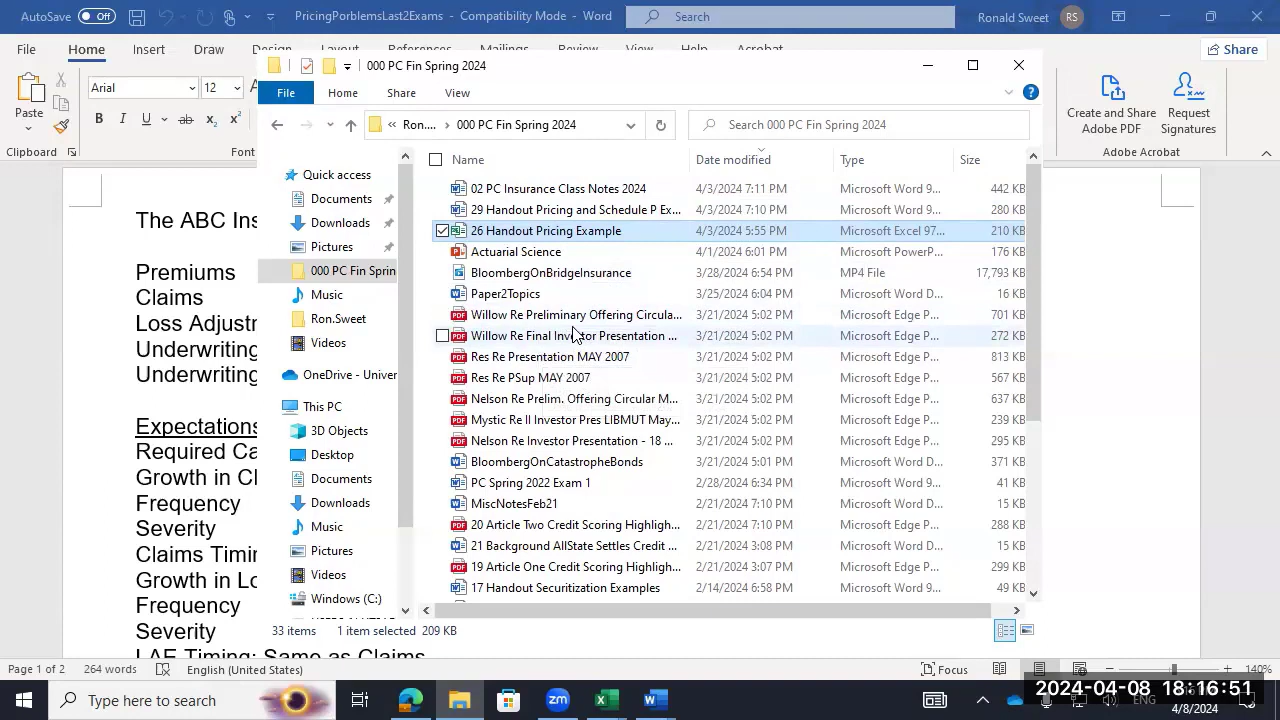 AutoSave Off PricingPorblemsLast2Exams - Compatibility Mode - Word Search Ronald Sweet RS
File Home Insert Draw Design Layout References Mailings Review View Help Acrobat Share
000 PC Fin Spring 2024
File Home Share View
Arial 12
Paste
B I U ab x2 x2
Clipboard Font
Create and Share Adobe PDF
Request Signatures
Adobe Acrobat
Ron.... 000 PC Fin Spring 2024 Search 000 PC Fin Spring 2024
Name Date modified Type Size
Quick access
Documents
Downloads
Pictures
000 PC Fin Sprin
Music
Ron.Sweet
Videos
OneDrive - Univer
This PC
3D Objects
Desktop
Documents
Downloads
Music
Pictures
Videos
Windows (C:)
02 PC Insurance Class Notes 2024 4/3/2024 7:11 PM Microsoft Word 9... 442 KB
29 Handout Pricing and Schedule P Ex... 4/3/2024 7:10 PM Microsoft Word 9... 280 KB
26 Handout Pricing Example 4/3/2024 5:55 PM Microsoft Excel 97... 210 KB
Actuarial Science 4/1/2024 6:01 PM Microsoft PowerP... 176 KB
BloombergOnBridgeInsurance 3/28/2024 6:54 PM MP4 File 17,793 KB
Paper2Topics 3/25/2024 6:04 PM Microsoft Word D... 16 KB
Willow Re Preliminary Offering Circula... 3/21/2024 5:02 PM Microsoft Edge P... 701 KB
Willow Re Final Investor Presentation ... 3/21/2024 5:02 PM Microsoft Edge P... 272 KB
Res Re Presentation MAY 2007 3/21/2024 5:02 PM Microsoft Edge P... 813 KB
Res Re PSup MAY 2007 3/21/2024 5:02 PM Microsoft Edge P... 567 KB
Nelson Re Prelim. Offering Circular M... 3/21/2024 5:02 PM Microsoft Edge P... 637 KB
Mystic Re II Investor Pres LIBMUT May... 3/21/2024 5:02 PM Microsoft Edge P... 239 KB
Nelson Re Investor Presentation - 18 ... 3/21/2024 5:02 PM Microsoft Edge P... 295 KB
BloombergOnCatastropheBonds 3/21/2024 5:01 PM Microsoft Word D... 371 KB
PC Spring 2022 Exam 1 2/28/2024 6:34 PM Microsoft Word 9... 41 KB
MiscNotesFeb21 2/21/2024 7:10 PM Microsoft Word D... 15 KB
20 Article Two Credit Scoring Highligh... 2/21/2024 7:10 PM Microsoft Edge P... 288 KB
21 Background AllState Settles Credit ... 2/21/2024 3:08 PM Microsoft Word D... 15 KB
19 Article One Credit Scoring Highligh... 2/21/2024 3:07 PM Microsoft Edge P... 299 KB
17 Handout Securitization Examples 2/14/2024 6:58 PM Microsoft Word 9... 49 KB
33 items 1 item selected 209 KB
The ABC Ins
Premiums
Claims
Loss Adjustr
Underwriting
Underwriting
Expectations
Required Ca
Growth in Cl
Frequency
Severity
Claims Timin
Growth in Lo
Frequency
Severity
LAE Timing: Same as Claims
Page 1 of 2 264 words English (United States) Focus 140%
Type here to search
ENG
2024-04-08 18:16:51
4/8/2024